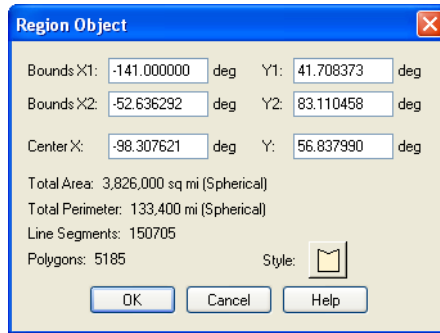 Region Object
Bounds X1: -141.000000 deg Y1: 41.708373 deg
Bounds X2: -52.636292 deg Y2: 83.110458 deg
Center X: -98.307621 deg Y: 56.837990 deg
Total Area: 3,826,000 sq mi (Spherical)
Total Perimeter: 133,400 mi (Spherical)
Line Segments: 150705
Polygons: 5185 Style:
OK Cancel Help